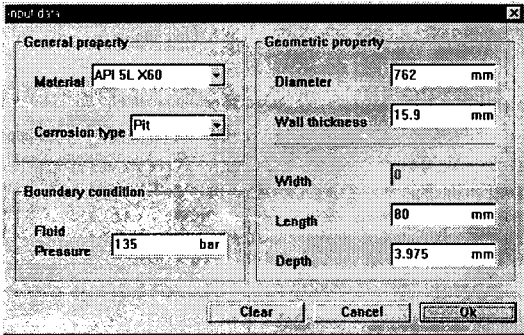 Input data
General property
Material API 5L X60
Corrosion type Pit
Boundary condition
Fluid
Pressure 135 bar
Geometric property
Diameter 762 mm
Wall thickness 15.9 mm
Width 0
Length 80 mm
Depth 3.975 mm
Clear Cancel Ok